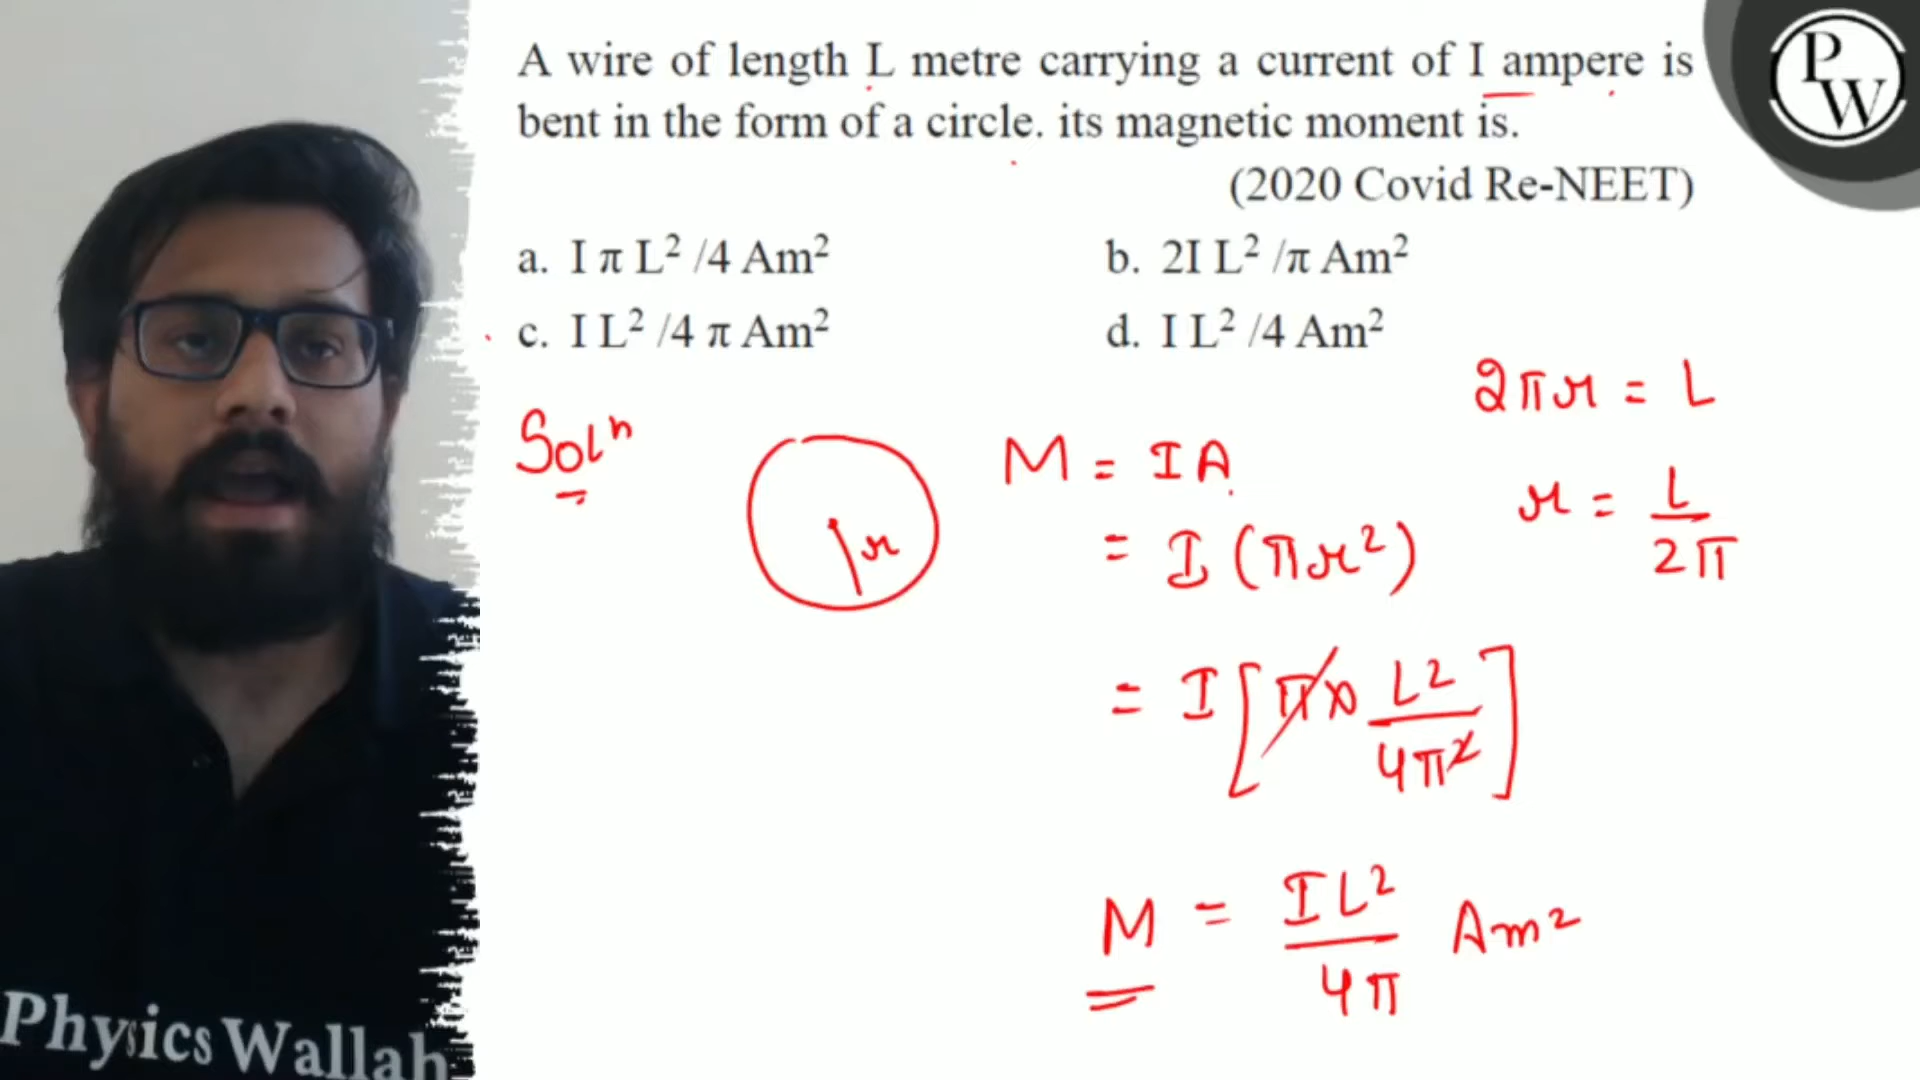 A wire of length L metre carrying a current of I ampere is
bent in the form of a circle. its magnetic moment is.
(2020 Covid Re-NEET)
a. I π L² /4 Am²
b. 2I L² /π Am²
c. I L² /4 π Am²
d. I L² /4 Am²
Solⁿ
r
M = IA
= I (πr²)
= I [π × L²/4π²]
M = IL²/4π Am²
2πr = L
r = L/2π
PW
Physics Wallah